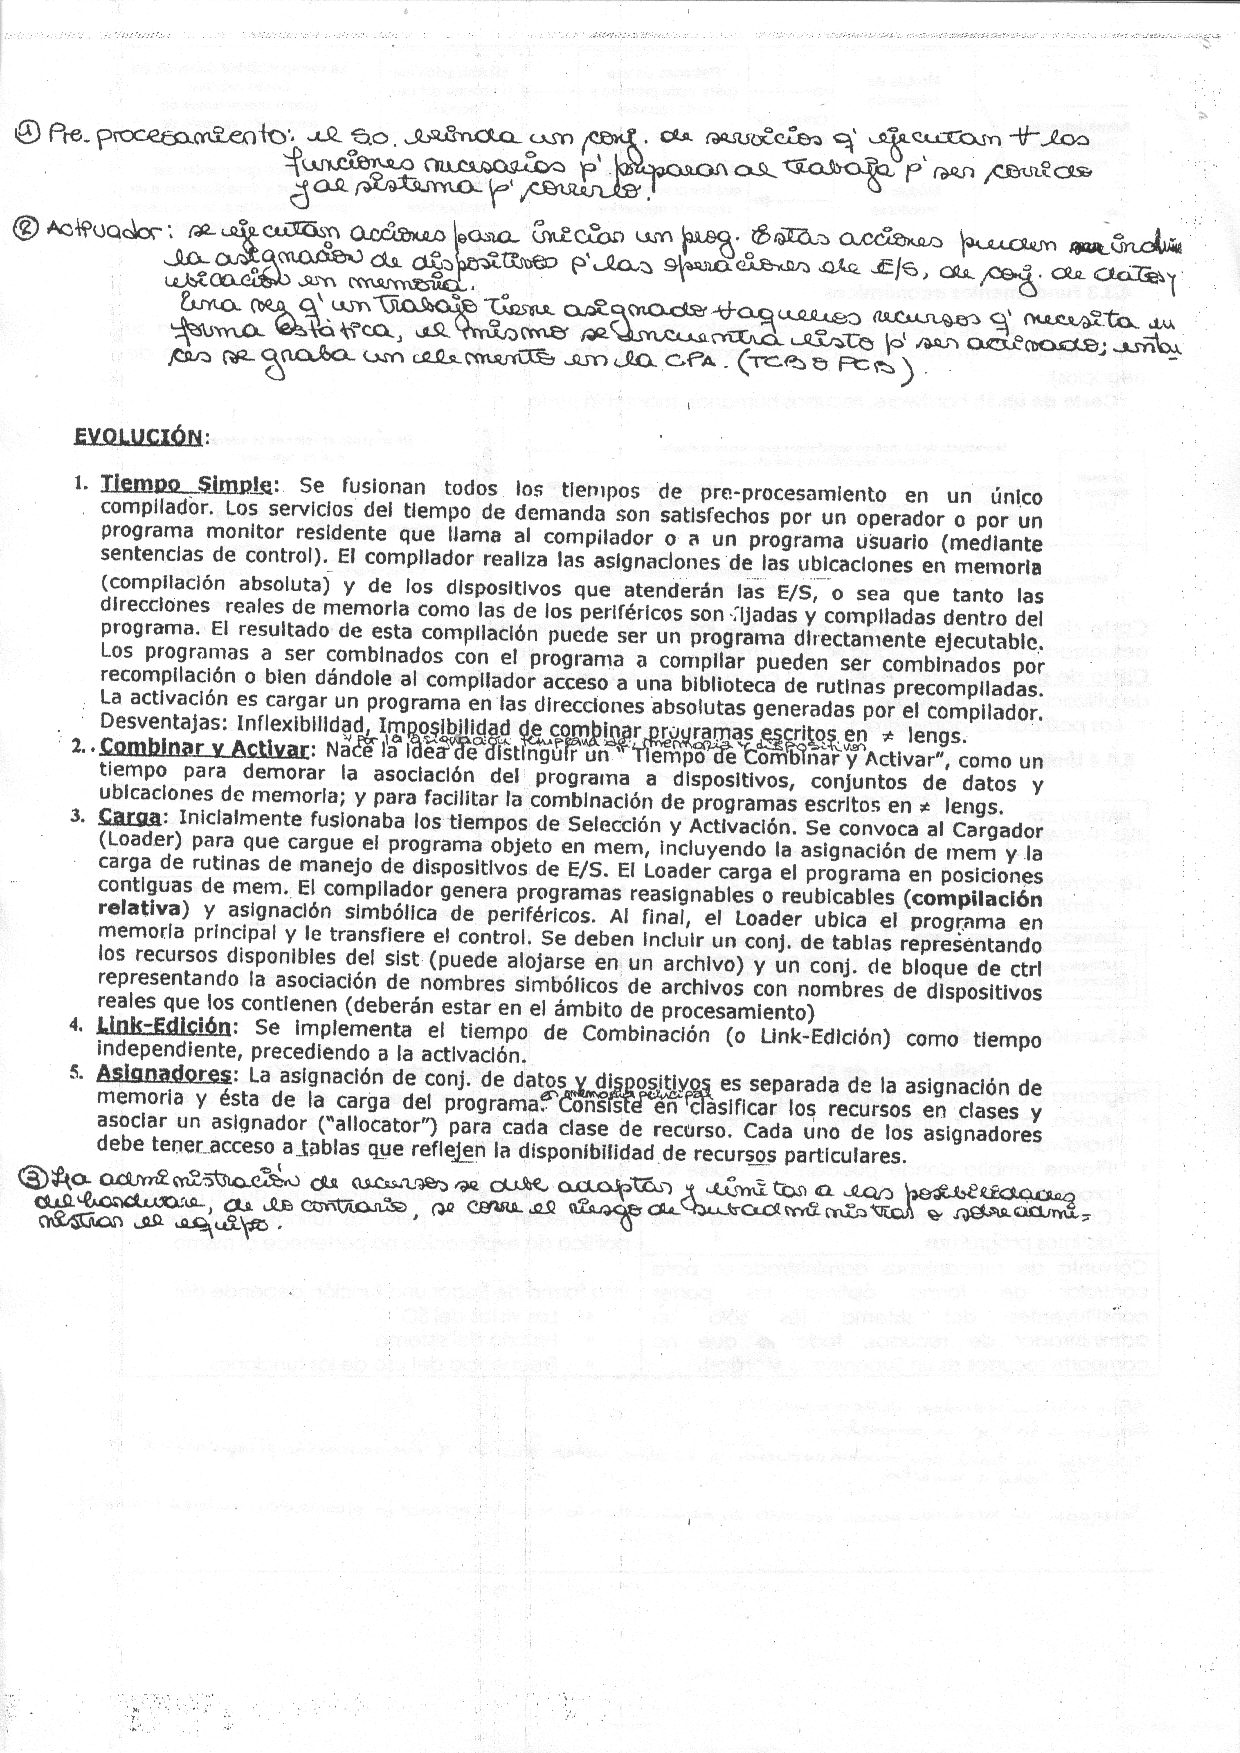 ① Pre-procesamiento: el S.O. brinda un conj. de servicios q' ejecutan + las
funciones necesarias p' preparar al trabajo p' ser corrido
y al sistema p' correrlo!
② Activador: se ejecutan acciones para iniciar un prog. Estas acciones pueden incluir
la asignación de dispositivos p' las operaciones de E/S, de conj. de datos y
ubicación en memoria.
Una vez q' un trabajo tiene asignado + aquellos recursos q' necesita en
forma estática, el mismo se encuentra listo p' ser activado; enton
ces se graba un elemento en la CPA. (TCB o PCB).
EVOLUCIÓN:
1. Tiempo Simple: Se fusionan todos los tiempos de pre-procesamiento en un único
compilador. Los servicios del tiempo de demanda son satisfechos por un operador o por un
programa monitor residente que llama al compilador o a un programa usuario (mediante
sentencias de control). El compilador realiza las asignaciones de las ubicaciones en memoria
(compilación absoluta) y de los dispositivos que atenderán las E/S, o sea que tanto las
direcciones reales de memoria como las de los periféricos son fijadas y compiladas dentro del
programa. El resultado de esta compilación puede ser un programa directamente ejecutable.
Los programas a ser combinados con el programa a compilar pueden ser combinados por
recompilación o bien dándole al compilador acceso a una biblioteca de rutinas precompiladas.
La activación es cargar un programa en las direcciones absolutas generadas por el compilador.
Desventajas: Inflexibilidad, Imposibilidad de combinar programas escritos en ≠ lengs.
y por la asignación temprana de memoria y dispositivos
2. Combinar y Activar: Nace la idea de distinguir un "Tiempo de Combinar y Activar", como un
tiempo para demorar la asociación del programa a dispositivos, conjuntos de datos y
ubicaciones de memoria; y para facilitar la combinación de programas escritos en ≠ lengs.
3. Carga: Inicialmente fusionaba los tiempos de Selección y Activación. Se convoca al Cargador
(Loader) para que cargue el programa objeto en mem, incluyendo la asignación de mem y la
carga de rutinas de manejo de dispositivos de E/S. El Loader carga el programa en posiciones
contiguas de mem. El compilador genera programas reasignables o reubicables (compilación
relativa) y asignación simbólica de periféricos. Al final, el Loader ubica el programa en
memoria principal y le transfiere el control. Se deben incluir un conj. de tablas representando
los recursos disponibles del sist (puede alojarse en un archivo) y un conj. de bloque de ctrl
representando la asociación de nombres simbólicos de archivos con nombres de dispositivos
reales que los contienen (deberán estar en el ámbito de procesamiento)
4. Link-Edición: Se implementa el tiempo de Combinación (o Link-Edición) como tiempo
independiente, precediendo a la activación.
5. Asignadores: La asignación de conj. de datos y dispositivos es separada de la asignación de
en memoria principal
memoria y ésta de la carga del programa. Consiste en clasificar los recursos en clases y
asociar un asignador ("allocator") para cada clase de recurso. Cada uno de los asignadores
debe tener acceso a tablas que reflejen la disponibilidad de recursos particulares.
③ La administración de recursos se debe adaptar y limitar a las posibilidades
del hardware, de lo contrario, se corre el riesgo de subadministrar o sobreadmi-
nistrar el equipo.